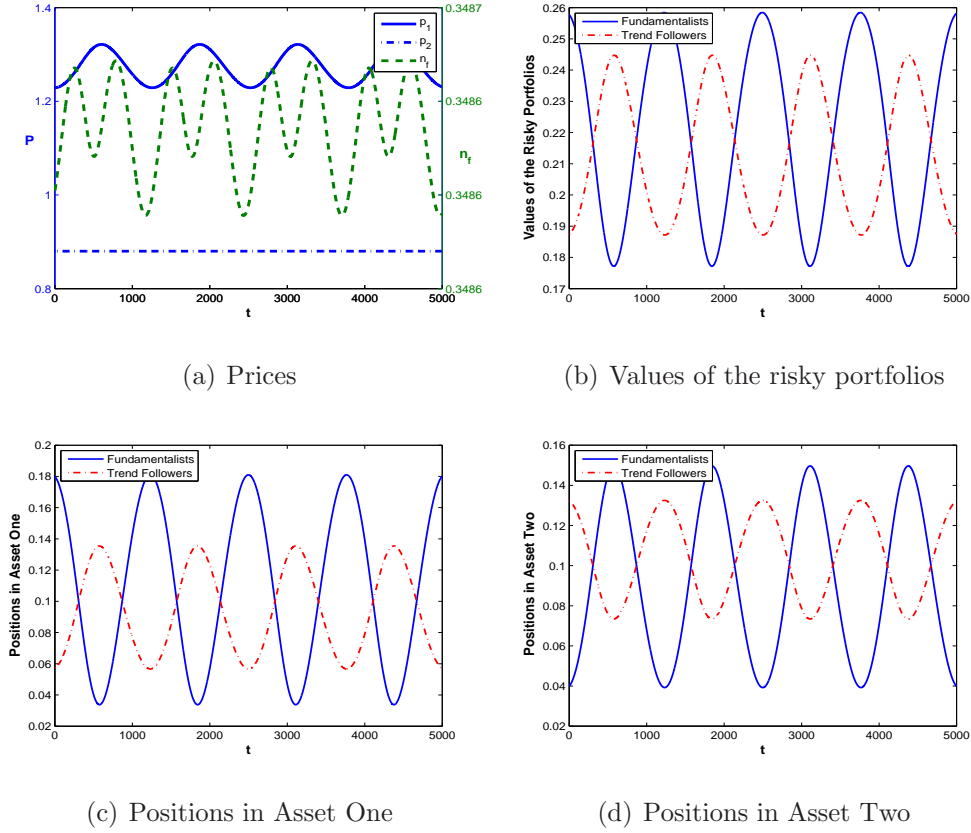 1.4
1.2
1
0.8
P
0.3487
0.3486
0.3486
0.3486
n_f
p_1
p_2
n_f
0 1000 2000 3000 4000 5000
t
(a) Prices
0.26
0.25
0.24
0.23
0.22
0.21
0.2
0.19
0.18
0.17
Values of the Risky Portfolios
Fundamentalists
Trend Followers
0 1000 2000 3000 4000 5000
t
(b) Values of the risky portfolios
0.2
0.18
0.16
0.14
0.12
0.1
0.08
0.06
0.04
0.02
Positions in Asset One
Fundamentalists
Trend Followers
0 1000 2000 3000 4000 5000
t
(c) Positions in Asset One
0.16
0.14
0.12
0.1
0.08
0.06
0.04
0.02
Positions in Asset Two
Fundamentalists
Trend Followers
0 1000 2000 3000 4000 5000
t
(d) Positions in Asset Two